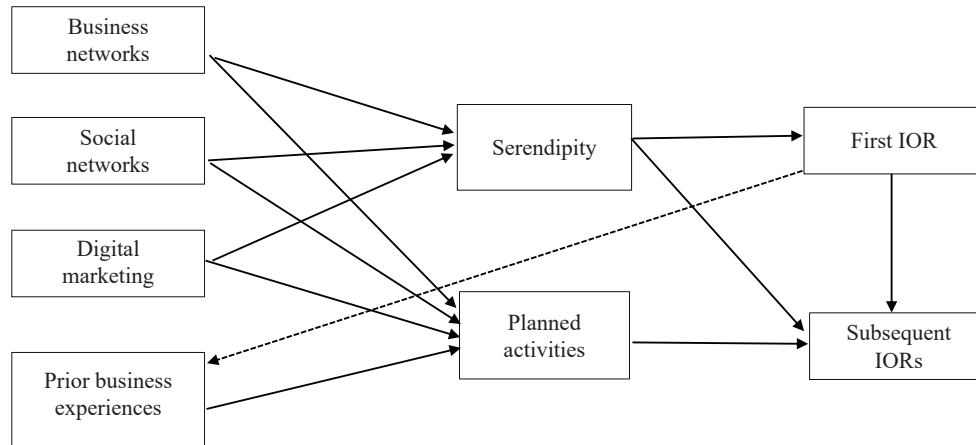 Business
networks
Social
networks
Digital
marketing
Prior business
experiences
Serendipity
Planned
activities
First IOR
Subsequent
IORs